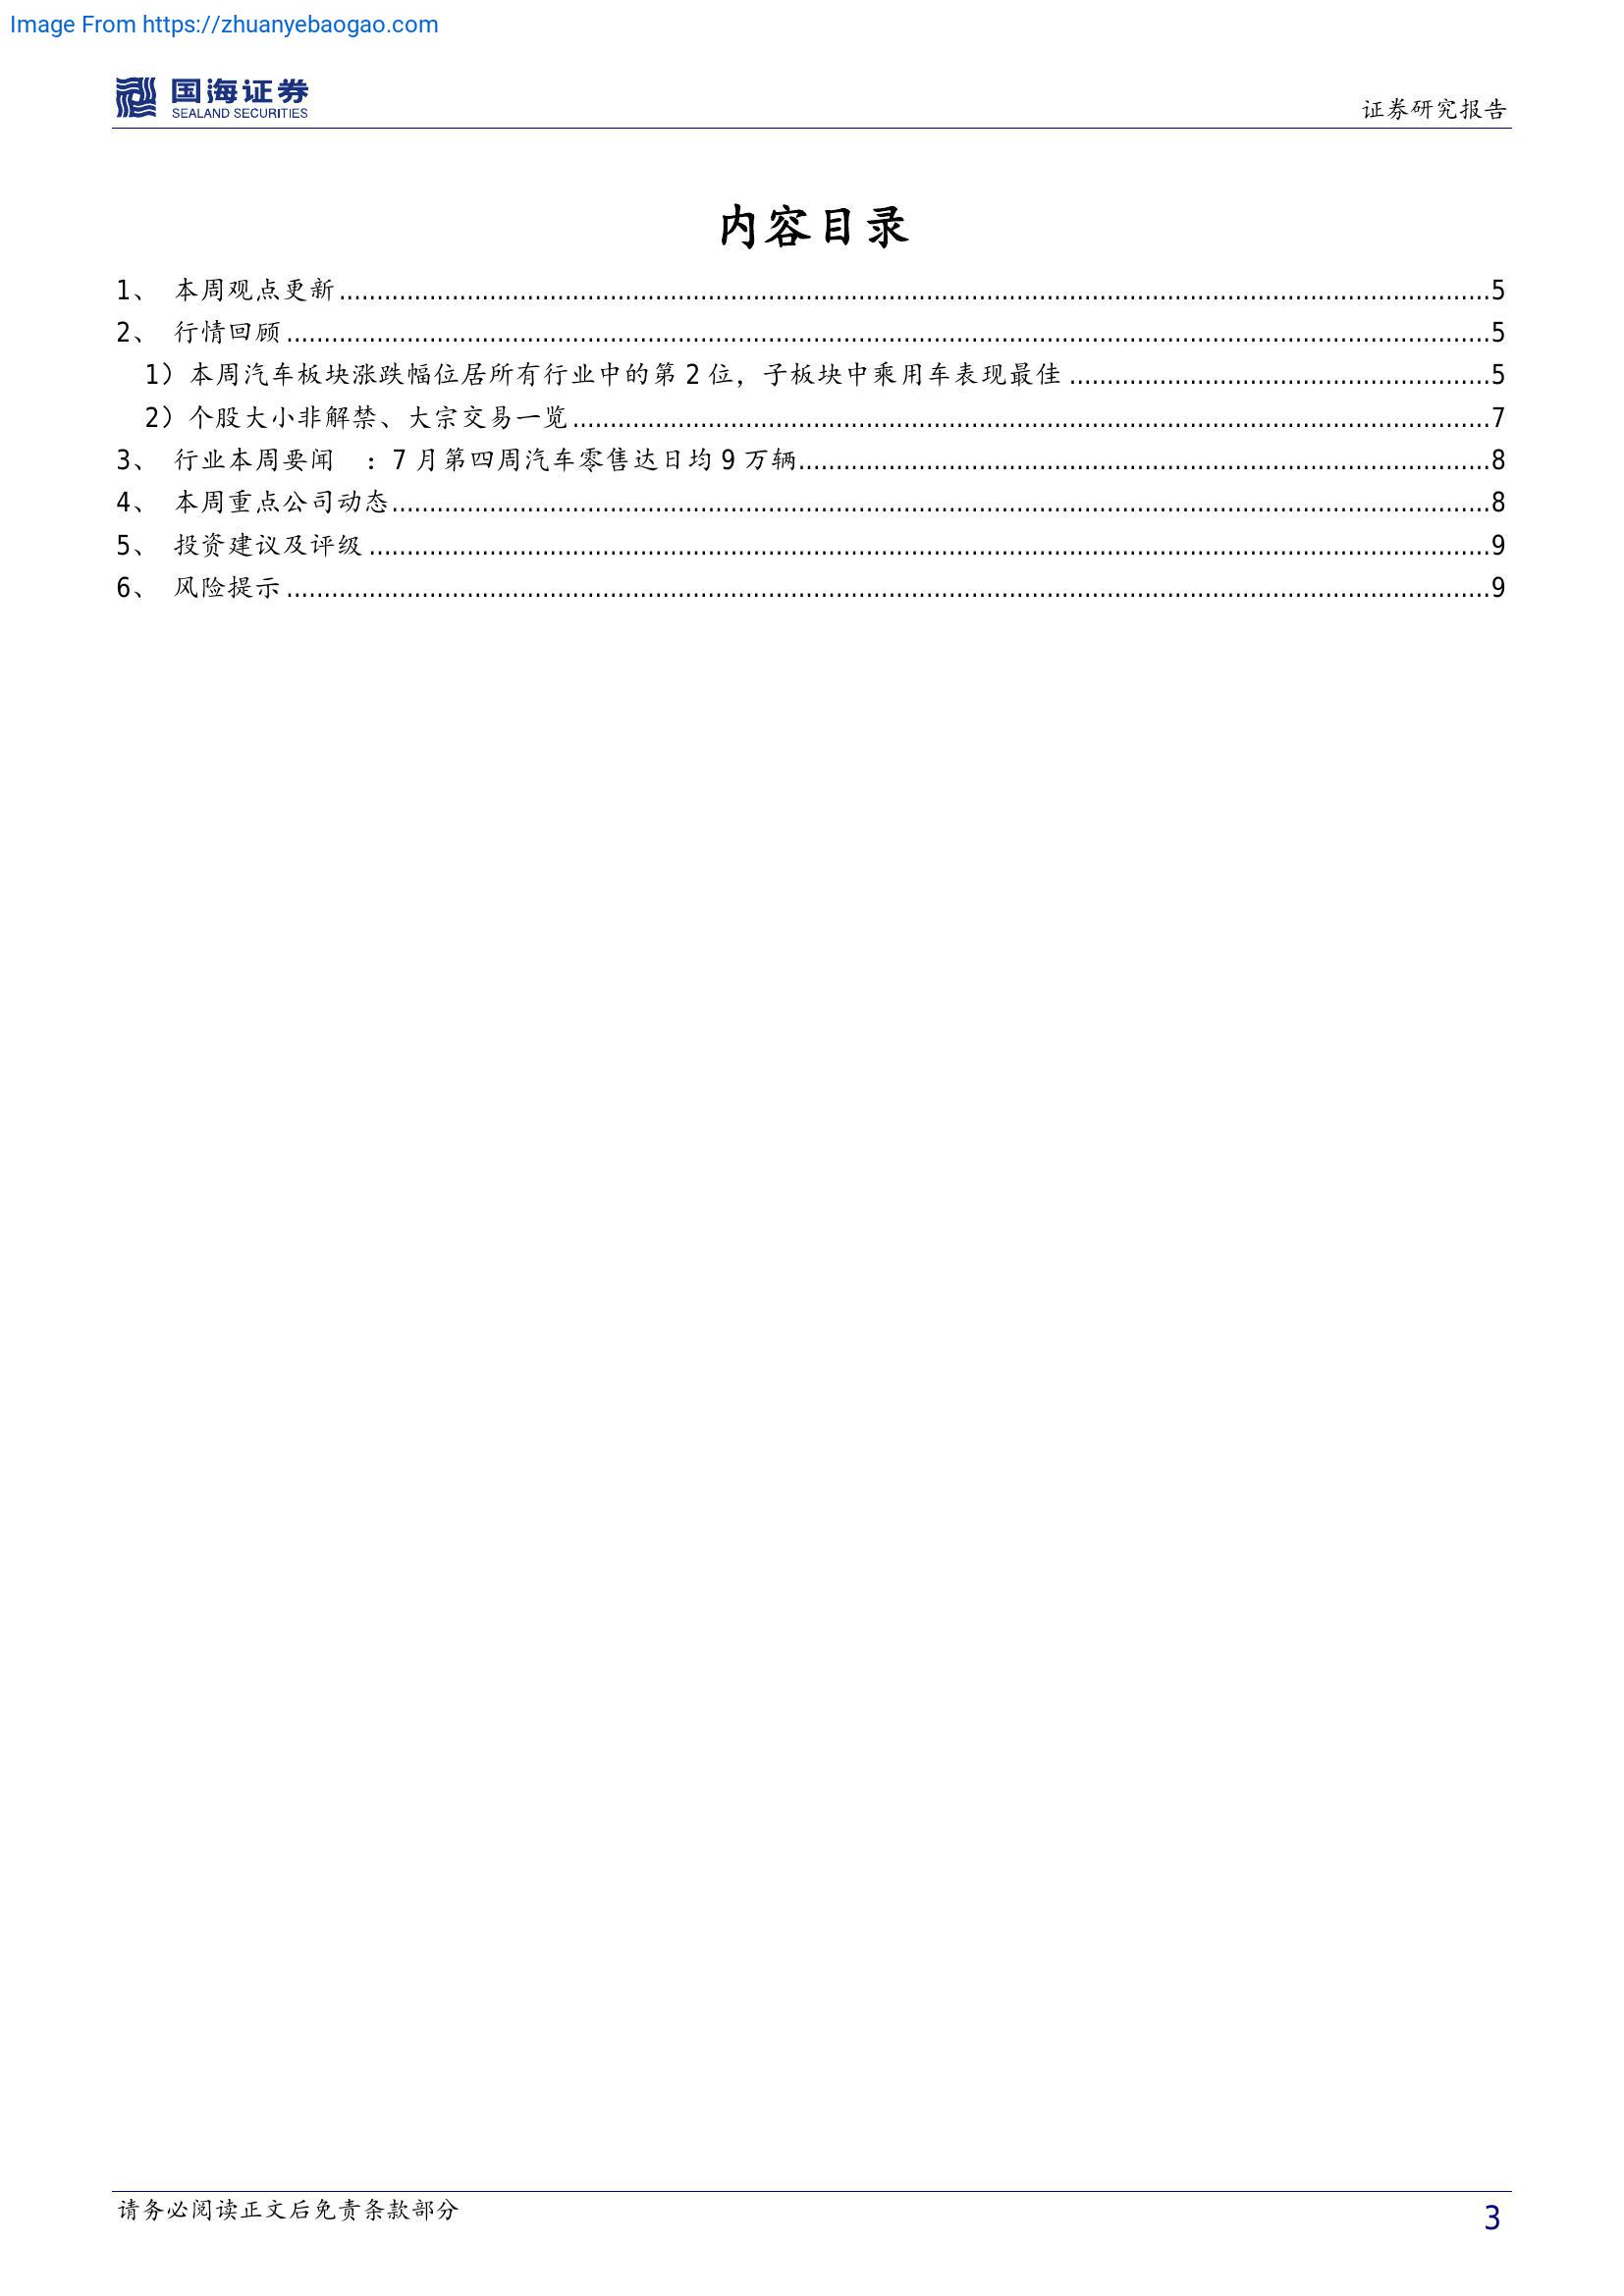 Image From https://zhuanyebaogao.com
国海证券
SEALAND SECURITIES
证券研究报告
内容目录
1、 本周观点更新 5
2、 行情回顾 5
1）本周汽车板块涨跌幅位居所有行业中的第 2 位，子板块中乘用车表现最佳 5
2）个股大小非解禁、大宗交易一览 7
3、 行业本周要闻 ：7 月第四周汽车零售达日均 9 万辆 8
4、 本周重点公司动态 8
5、 投资建议及评级 9
6、 风险提示 9
请务必阅读正文后免责条款部分
3